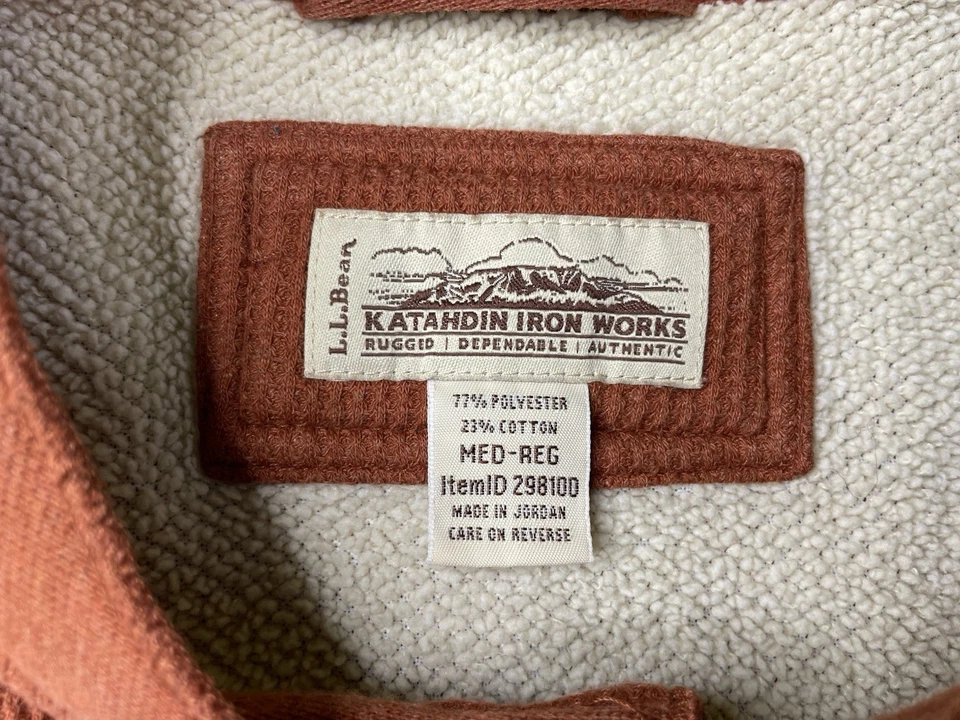 L.L.Bean
KATAHDIN IRON WORKS
RUGGED | DEPENDABLE | AUTHENTIC
77% POLYESTER
23% COTTON
MED-REG
ItemID 298100
MADE IN JORDAN
CARE ON REVERSE